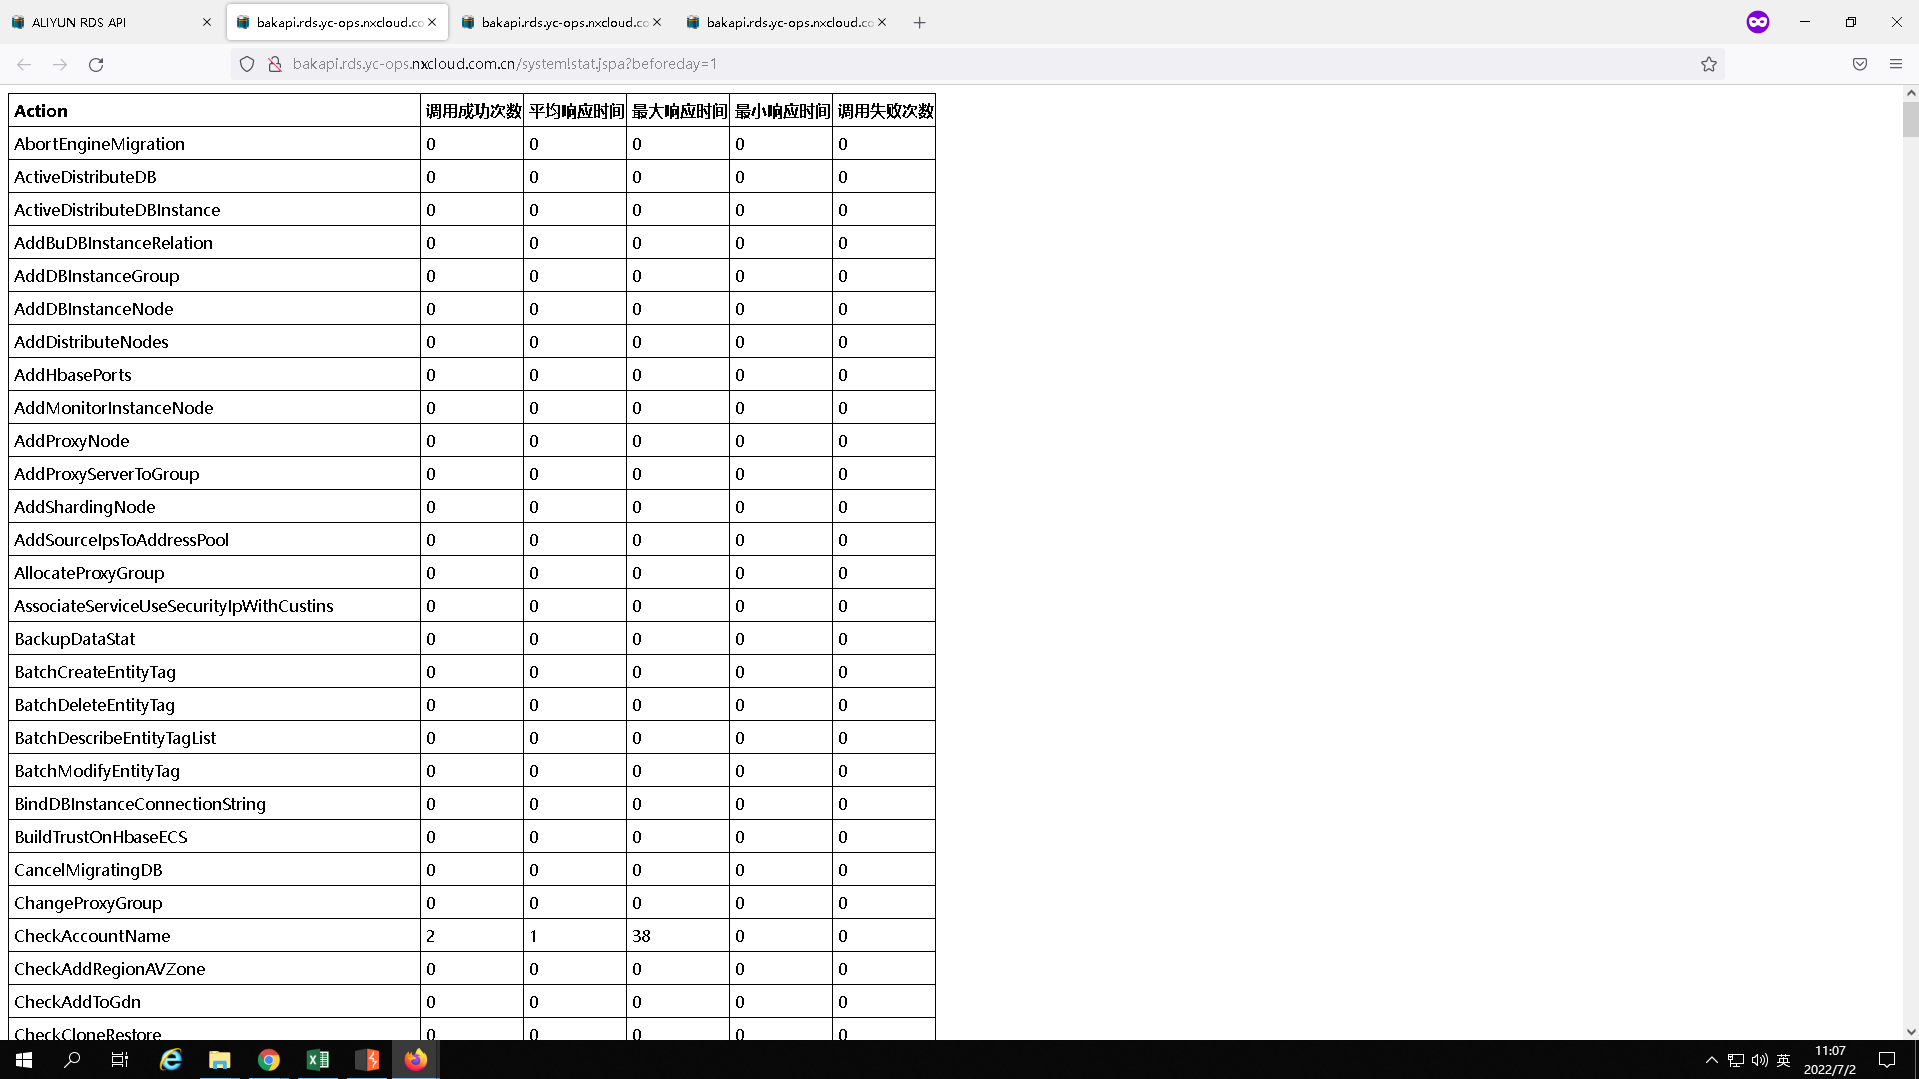 ALIYUN RDS API
bakapi.rds.yc-ops.nxcloud.co
bakapi.rds.yc-ops.nxcloud.co
bakapi.rds.yc-ops.nxcloud.co
bakapi.rds.yc-ops.nxcloud.com.cn/system!stat.jspa?beforeday=1
Action 调用成功次数 平均响应时间 最大响应时间 最小响应时间 调用失败次数
AbortEngineMigration 0 0 0 0 0
ActiveDistributeDB 0 0 0 0 0
ActiveDistributeDBInstance 0 0 0 0 0
AddBuDBInstanceRelation 0 0 0 0 0
AddDBInstanceGroup 0 0 0 0 0
AddDBInstanceNode 0 0 0 0 0
AddDistributeNodes 0 0 0 0 0
AddHbasePorts 0 0 0 0 0
AddMonitorInstanceNode 0 0 0 0 0
AddProxyNode 0 0 0 0 0
AddProxyServerToGroup 0 0 0 0 0
AddShardingNode 0 0 0 0 0
AddSourceIpsToAddressPool 0 0 0 0 0
AllocateProxyGroup 0 0 0 0 0
AssociateServiceUseSecurityIpWithCustins 0 0 0 0 0
BackupDataStat 0 0 0 0 0
BatchCreateEntityTag 0 0 0 0 0
BatchDeleteEntityTag 0 0 0 0 0
BatchDescribeEntityTagList 0 0 0 0 0
BatchModifyEntityTag 0 0 0 0 0
BindDBInstanceConnectionString 0 0 0 0 0
BuildTrustOnHbaseECS 0 0 0 0 0
CancelMigratingDB 0 0 0 0 0
ChangeProxyGroup 0 0 0 0 0
CheckAccountName 2 1 38 0 0
CheckAddRegionAVZone 0 0 0 0 0
CheckAddToGdn 0 0 0 0 0
CheckCloneRestore 0 0 0 0 0
英
11:07
2022/7/2